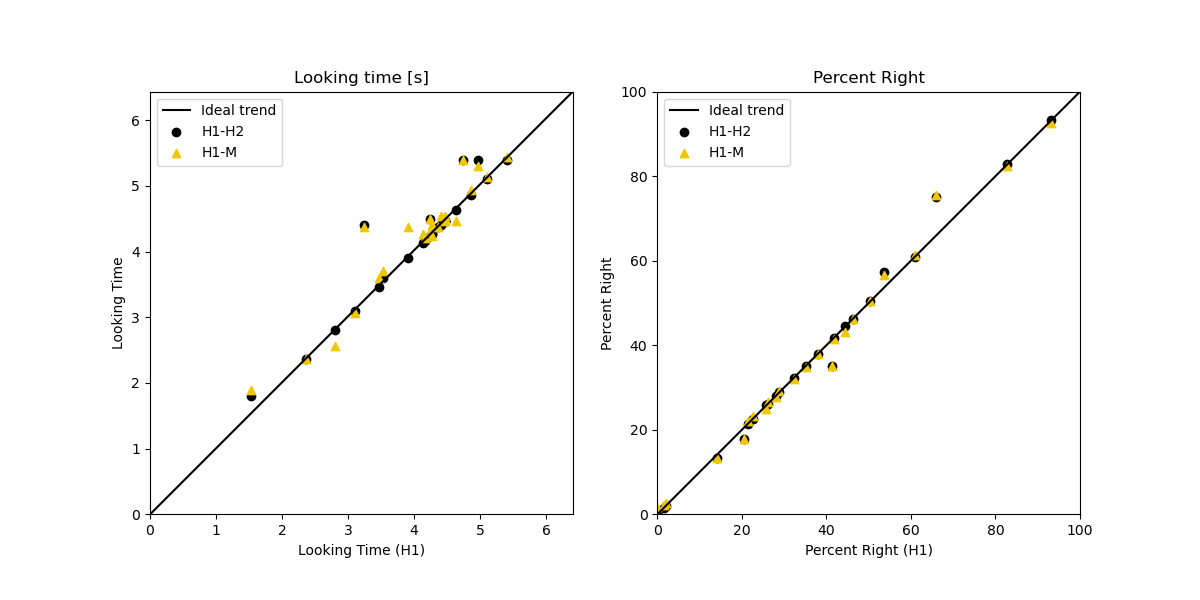 Looking time [s]
Ideal trend
H1-H2
H1-M
6
5
4
3
2
1
0
Looking Time
0 1 2 3 4 5 6
Looking Time (H1)
Percent Right
Ideal trend
H1-H2
H1-M
100
80
60
40
20
0
Percent Right
0 20 40 60 80 100
Percent Right (H1)